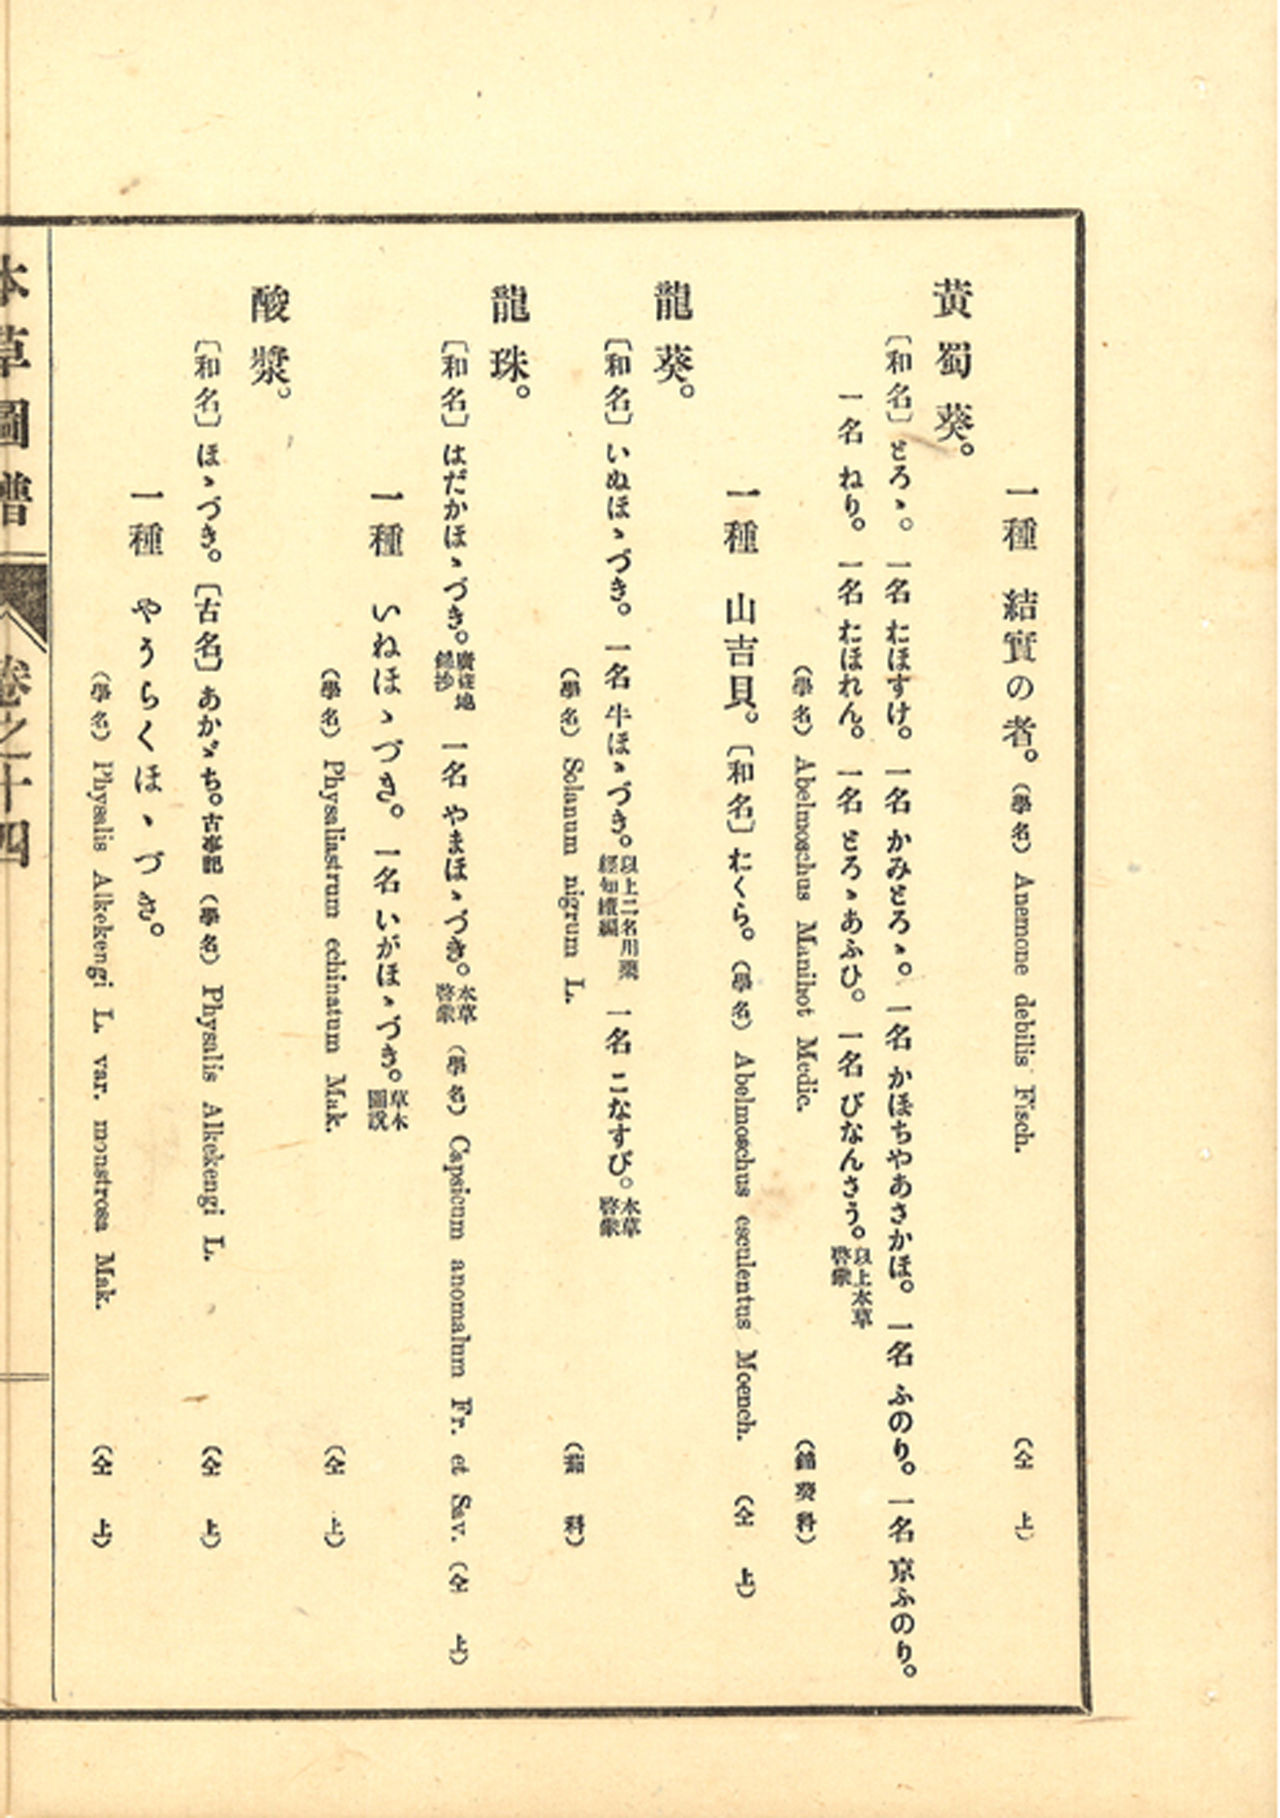 一種 結實の者。(學名) Anemone debilis Fisch. (仝上)
黃蜀葵。
〔和名〕とろゝ。一名 たほすけ。一名 かみとろゝ。一名 かほちやあさかほ。一名 ふのり。一名 京ふのり。
一名 ねり。一名 たほれん。一名 とろゝあふひ。一名 びなんさう。以上本草啓蒙
(學名) Abelmoschus Manihot Medic. (錦葵科)
一種 山吉貝。〔和名〕むくら。(學名) Abelmoschus esculentus Moench. (仝上)
龍葵。
〔和名〕いぬほゝづき。一名 牛ほゝづき。以上二名用藥經知續編 一名 こなすび。本草啓蒙
(學名) Solanum nigrum L. (茄科)
龍珠。
〔和名〕はだかほゝづき。廣益地錦抄 一名 やまほゝづき。本草啓蒙 (學名) Capsicum anomalum Fr. et Sav. (仝上)
一種 いぬほゝづき。一名 いがほゝづき。草木圖說
(學名) Physaliastrum echinatum Mak. (仝上)
酸漿。
〔和名〕ほゝづき。〔古名〕あかゞち。古事記 (學名) Physalis Alkekengi L. (仝上)
一種 やうらくほゝづき。
(學名) Physalis Alkekengi L. var. monstrosa Mak. (仝上)
本草圖譜 卷之十四